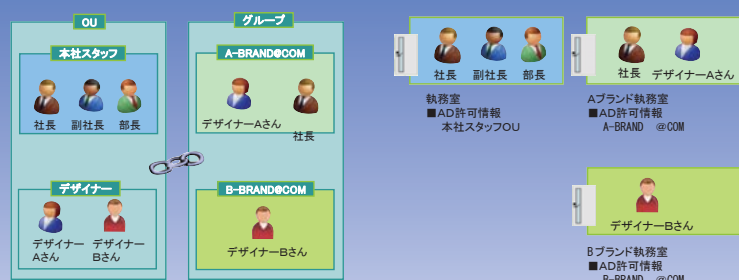 OU
本社スタッフ
社長 副社長 部長
デザイナー
デザイナー
Aさん
デザイナー
Bさん
グループ
A-BRAND@COM
デザイナーAさん
社長
B-BRAND@COM
デザイナーBさん
社長 副社長 部長
執務室
■AD許可情報
本社スタッフOU
社長 デザイナーAさん
Aブランド執務室
■AD許可情報
A-BRAND @COM
デザイナーBさん
Bブランド執務室
■AD許可情報
B-BRAND @COM